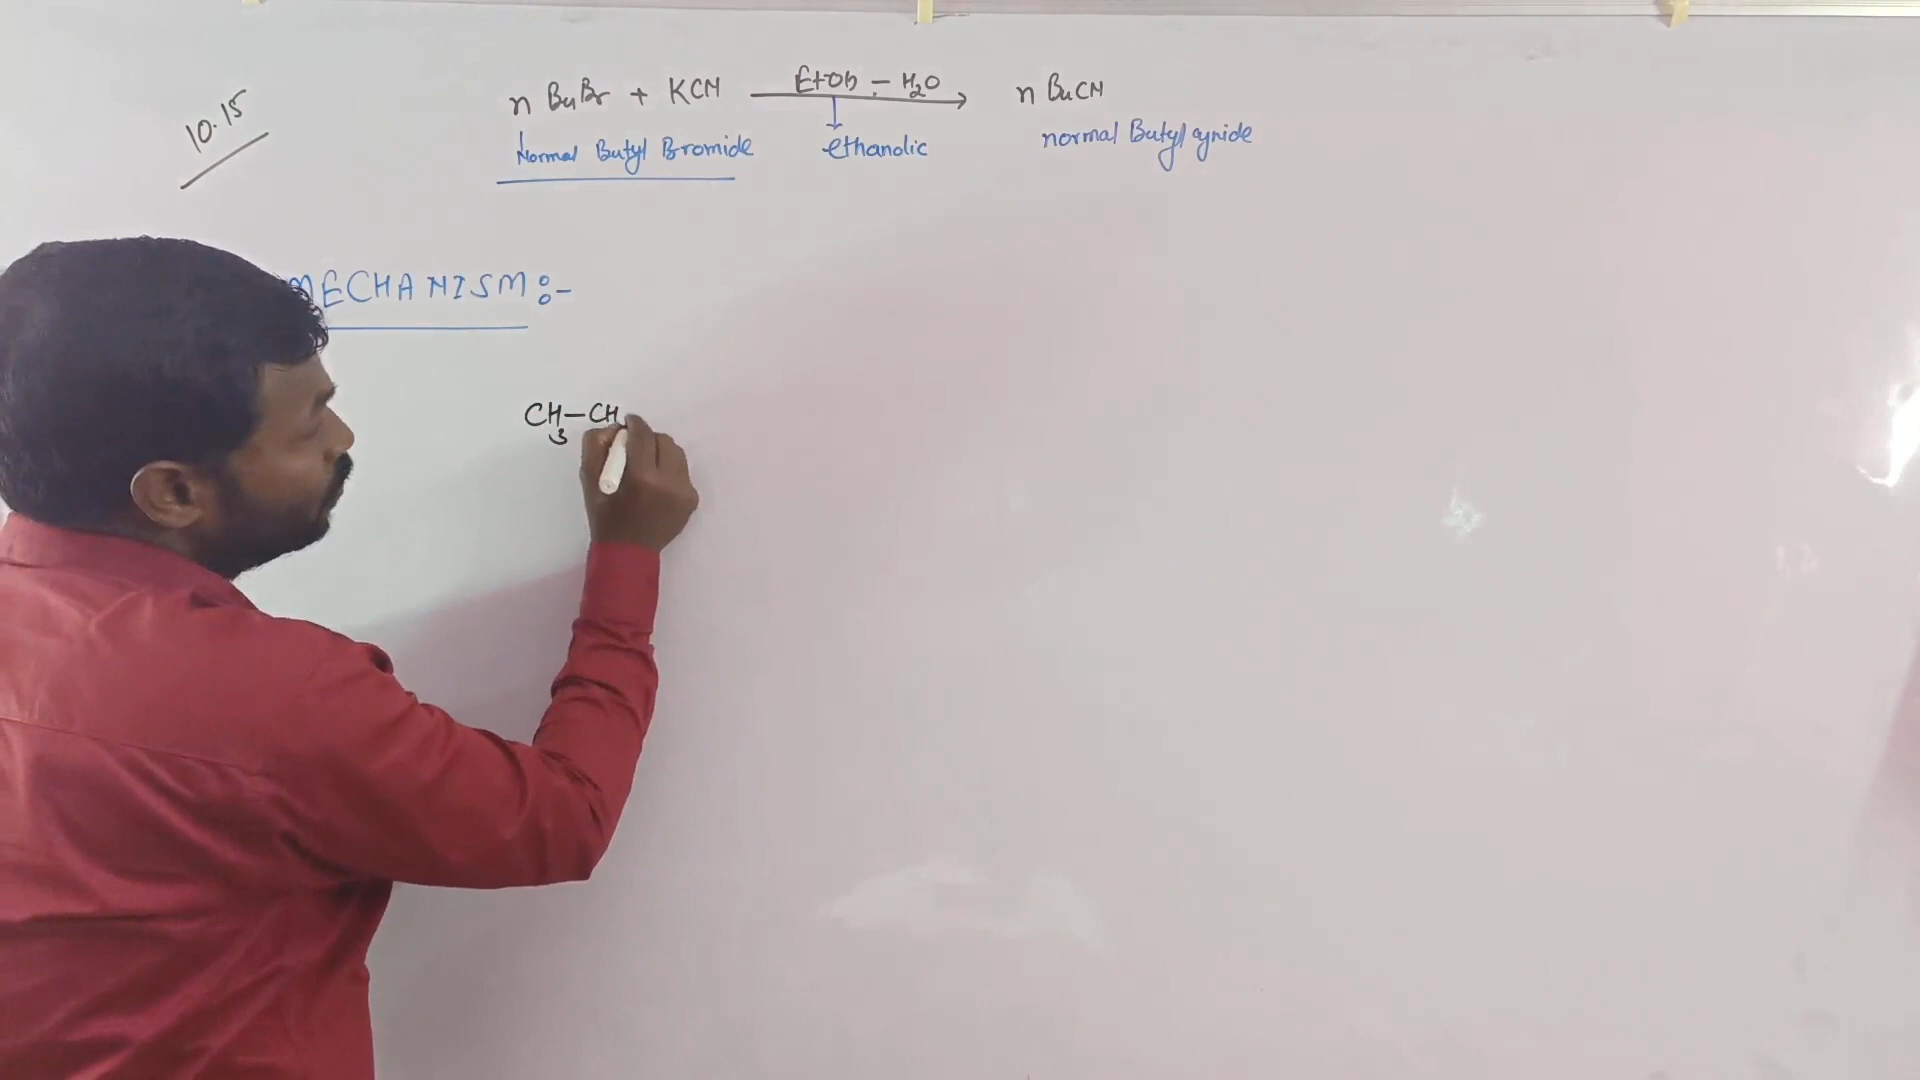 10.15
n BuBr + KCN EtOH - H2O → n BuCN
Normal Butyl Bromide ethanolic normal Butyl cynide
MECHANISM :-
CH3-CH